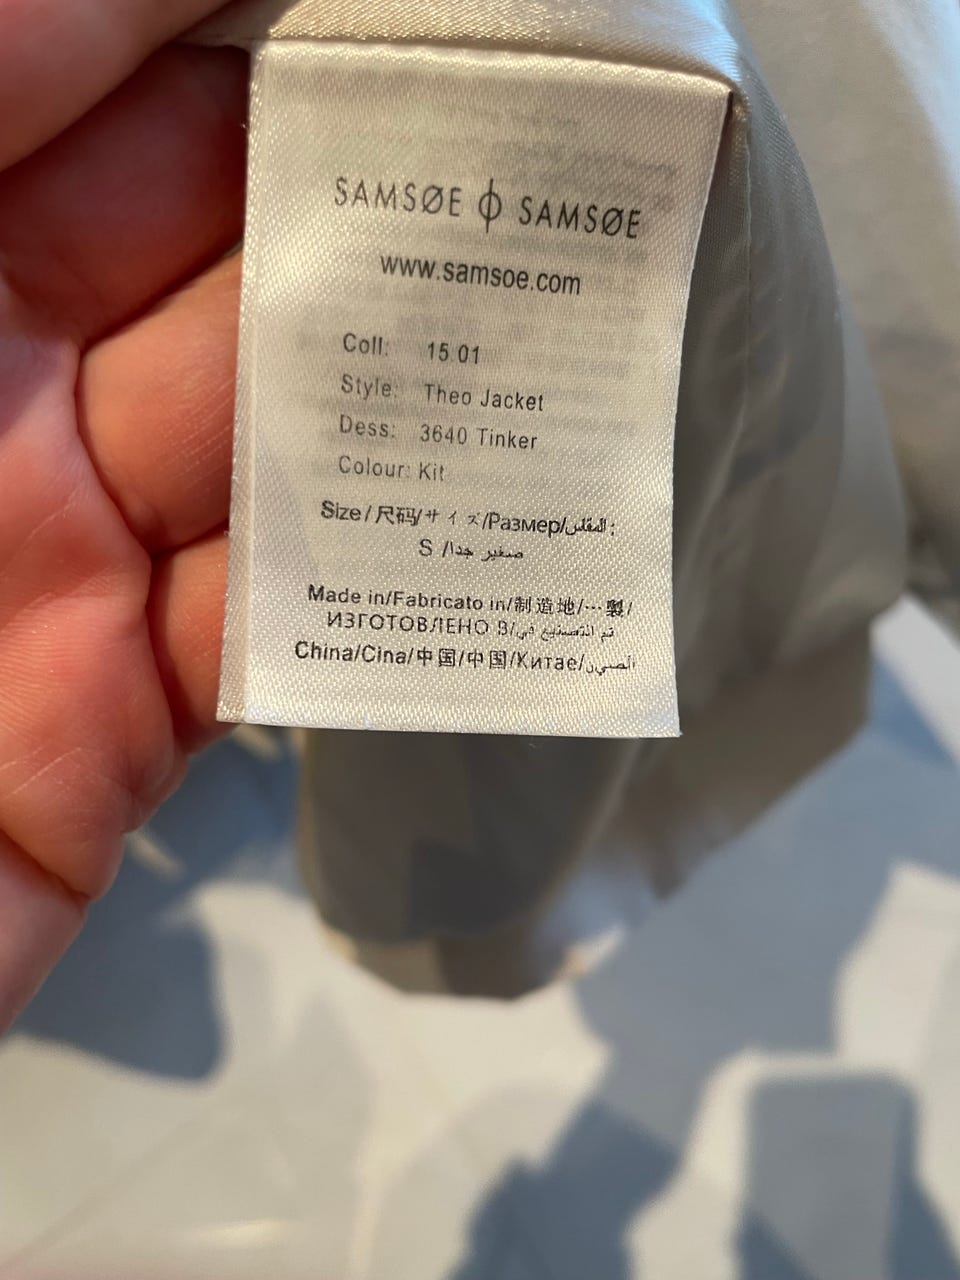 SAMSØE ϕ SAMSØE
www.samsoe.com
Coll: 15.01
Style: Theo Jacket
Dess: 3640 Tinker
Colour: Kit
Size/尺码/サイズ/Размер/المقاس:
S /صغير جدا
Made in/Fabricato in/制造地/…製/
ИЗГОТОВЛЕНО В/تم التصنيع في
China/Cina/中国/中国/Китае/الصين